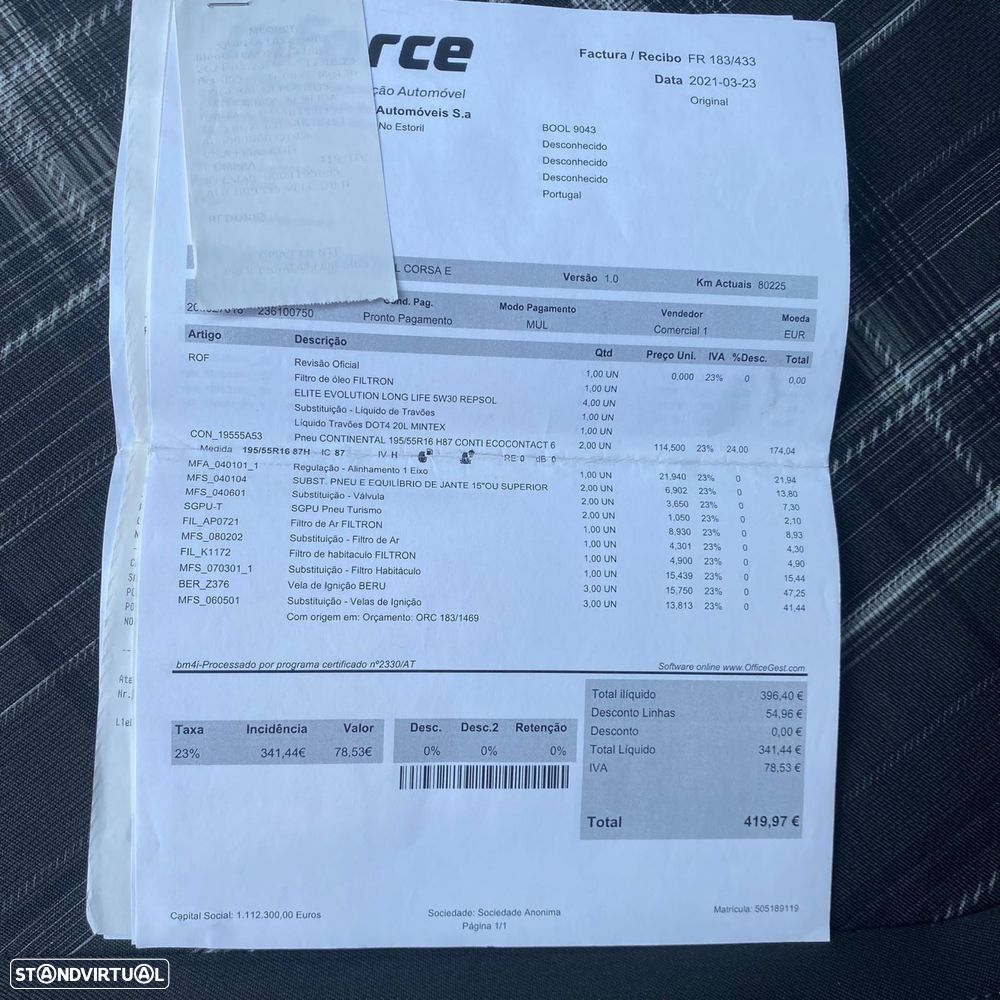 rce
Factura / Recibo FR 183/433
Data 2021-03-23
Original
ção Automóvel
Automóveis S.a
No Estoril
BOOL 9043
Desconhecido
Desconhecido
Desconhecido
Portugal
L CORSA E
Versão 1.0
Km Actuais 80225
236100750
Cond. Pag.
Pronto Pagamento
Modo Pagamento
MUL
Vendedor
Comercial 1
Moeda
EUR
Artigo Descrição Qtd Preço Uni. IVA %Desc. Total
ROF Revisão Oficial 1,00 UN 0,000 23% 0 0,00
Filtro de óleo FILTRON 1,00 UN
ELITE EVOLUTION LONG LIFE 5W30 REPSOL 4,00 UN
Substituição - Líquido de Travões 1,00 UN
Líquido Travões DOT4 20L MINTEX 1,00 UN
CON_19555A53 Pneu CONTINENTAL 195/55R16 H87 CONTI ECOCONTACT 6 2,00 UN 114,500 23% 24,00 174,04
Medida 195/55R16 87H IC 87 IV H RE 0 dB 0
MFA_040101_1 Regulação - Alinhamento 1 Eixo 1,00 UN 21,940 23% 0 21,94
MFS_040104 SUBST. PNEU E EQUILÍBRIO DE JANTE 15"OU SUPERIOR 2,00 UN 6,902 23% 0 13,80
MFS_040601 Substituição - Válvula 2,00 UN 3,650 23% 0 7,30
SGPU-T SGPU Pneu Turismo 2,00 UN 1,050 23% 0 2,10
FIL_AP0721 Filtro de Ar FILTRON 1,00 UN 8,930 23% 0 8,93
MFS_080202 Substituição - Filtro de Ar 1,00 UN 4,301 23% 0 4,30
FIL_K1172 Filtro de habitaculo FILTRON 1,00 UN 4,900 23% 0 4,90
MFS_070301_1 Substituição - Filtro Habitáculo 1,00 UN 15,439 23% 0 15,44
BER_Z376 Vela de Ignição BERU 3,00 UN 15,750 23% 0 47,25
MFS_060501 Substituição - Velas de Ignição 3,00 UN 13,813 23% 0 41,44
Com origem em: Orçamento: ORC 183/1469
bm4i-Processado por programa certificado nº2330/AT
Software online www.OfficeGest.com
Taxa Incidência Valor
23% 341,44€ 78,53€
Desc. Desc.2 Retenção
0% 0% 0%
Total ilíquido 396,40 €
Desconto Linhas 54,96 €
Desconto 0,00 €
Total Líquido 341,44 €
IVA 78,53 €
Total 419,97 €
Capital Social: 1.112.300,00 Euros
Sociedade: Sociedade Anonima
Página 1/1
Matrícula: 505189119
STANDVIRTUAL